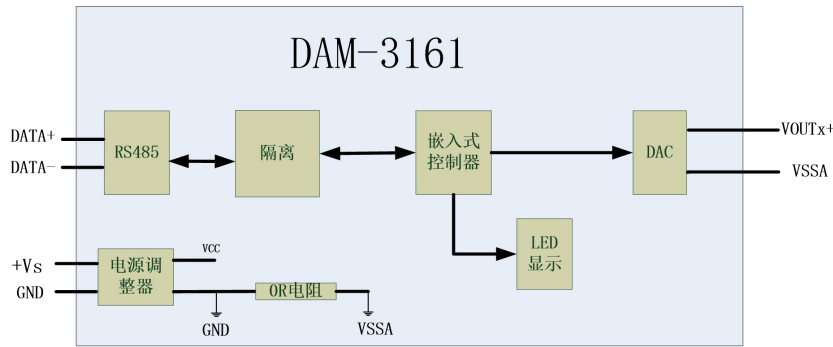 DAM-3161
DATA+
DATA-
RS485
隔离
嵌入式
控制器
DAC
VOUTx+
VSSA
LED
显示
+Vs
GND
电源调
整器
VCC
GND
0R电阻
VSSA